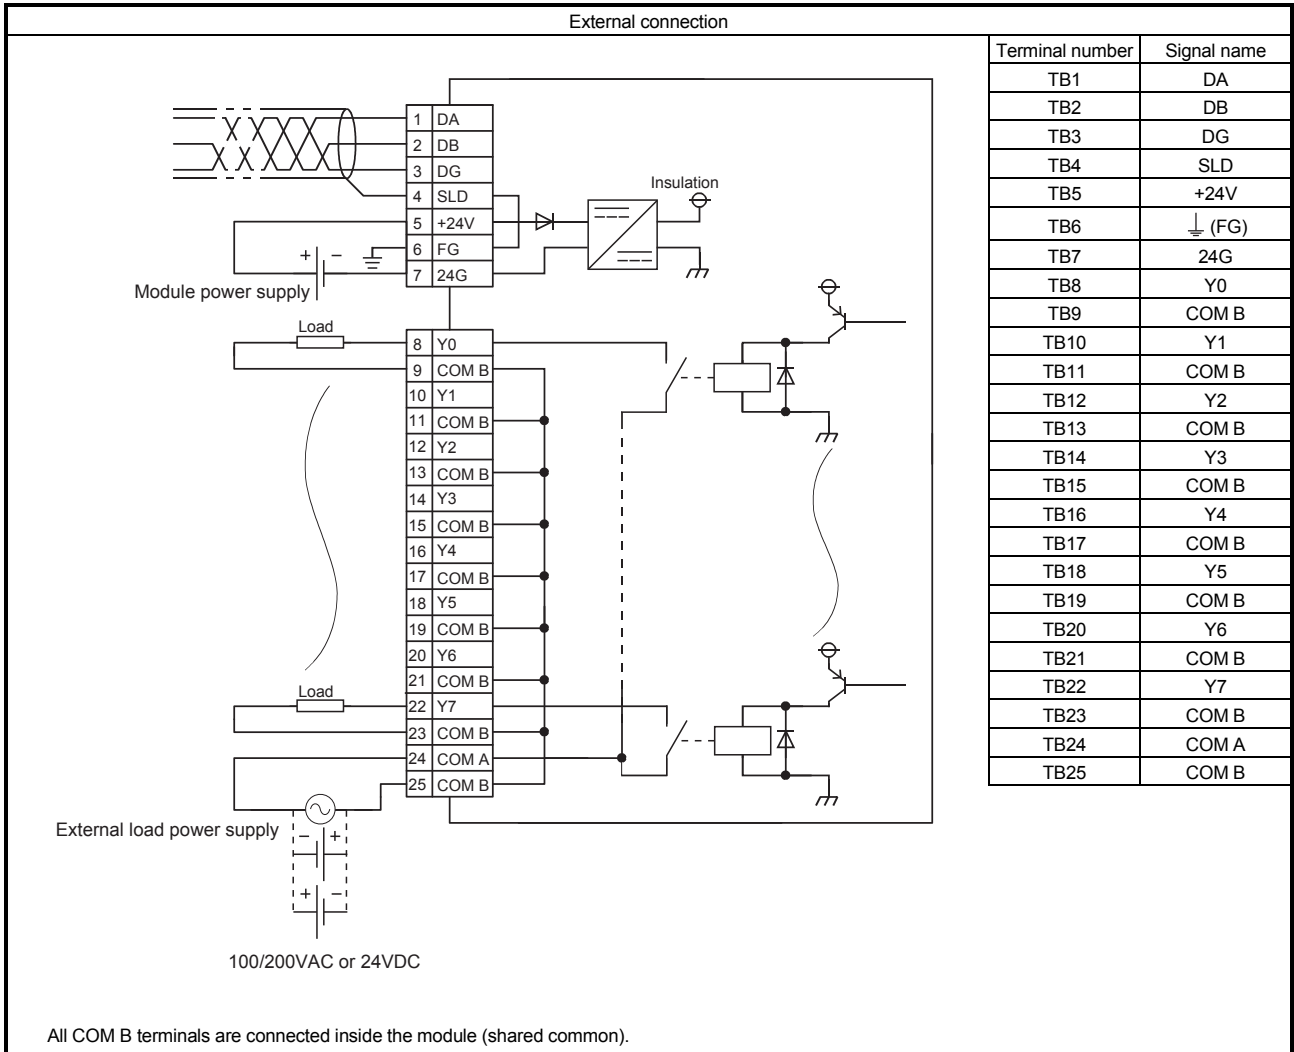 External connection
Terminal number Signal name
TB1 DA
TB2 DB
TB3 DG
TB4 SLD
TB5 +24V
TB6 ⏚ (FG)
TB7 24G
TB8 Y0
TB9 COM B
TB10 Y1
TB11 COM B
TB12 Y2
TB13 COM B
TB14 Y3
TB15 COM B
TB16 Y4
TB17 COM B
TB18 Y5
TB19 COM B
TB20 Y6
TB21 COM B
TB22 Y7
TB23 COM B
TB24 COM A
TB25 COM B
1 DA
2 DB
3 DG
4 SLD
5 +24V
6 FG
7 24G
Insulation
+ −
Module power supply
Load
8 Y0
9 COM B
10 Y1
11 COM B
12 Y2
13 COM B
14 Y3
15 COM B
16 Y4
17 COM B
18 Y5
19 COM B
20 Y6
21 COM B
Load
22 Y7
23 COM B
24 COM A
25 COM B
External load power supply
− +
+ −
100/200VAC or 24VDC
All COM B terminals are connected inside the module (shared common).